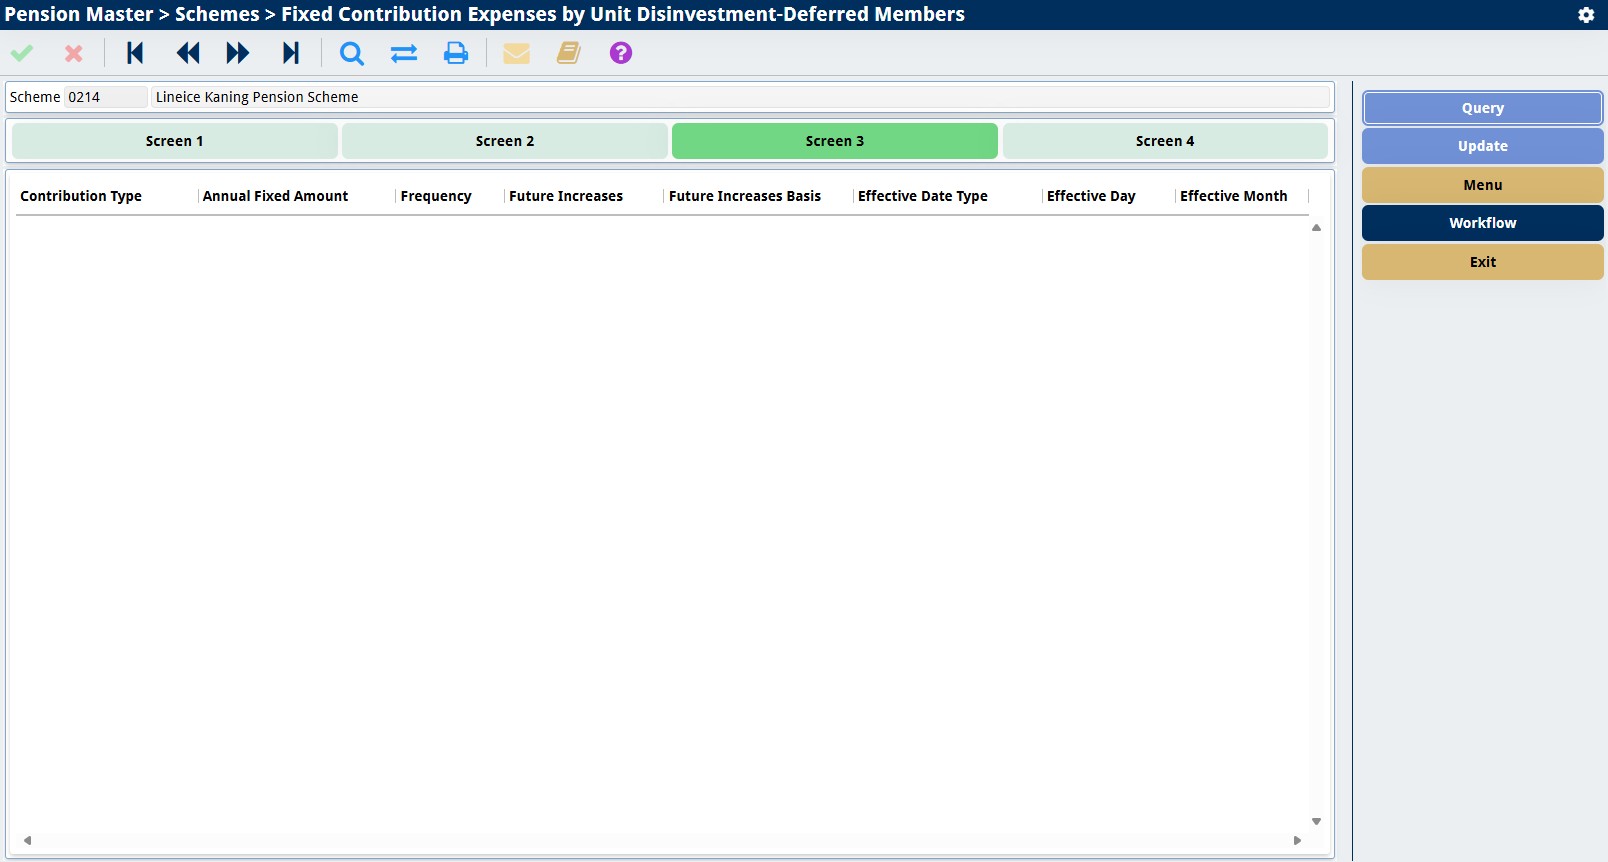 Pension Master > Schemes > Fixed Contribution Expenses by Unit Disinvestment-Deferred Members
Scheme 0214 Lineice Kaning Pension Scheme
Screen 1 Screen 2 Screen 3 Screen 4
Contribution Type Annual Fixed Amount Frequency Future Increases Future Increases Basis Effective Date Type Effective Day Effective Month
Query
Update
Menu
Workflow
Exit